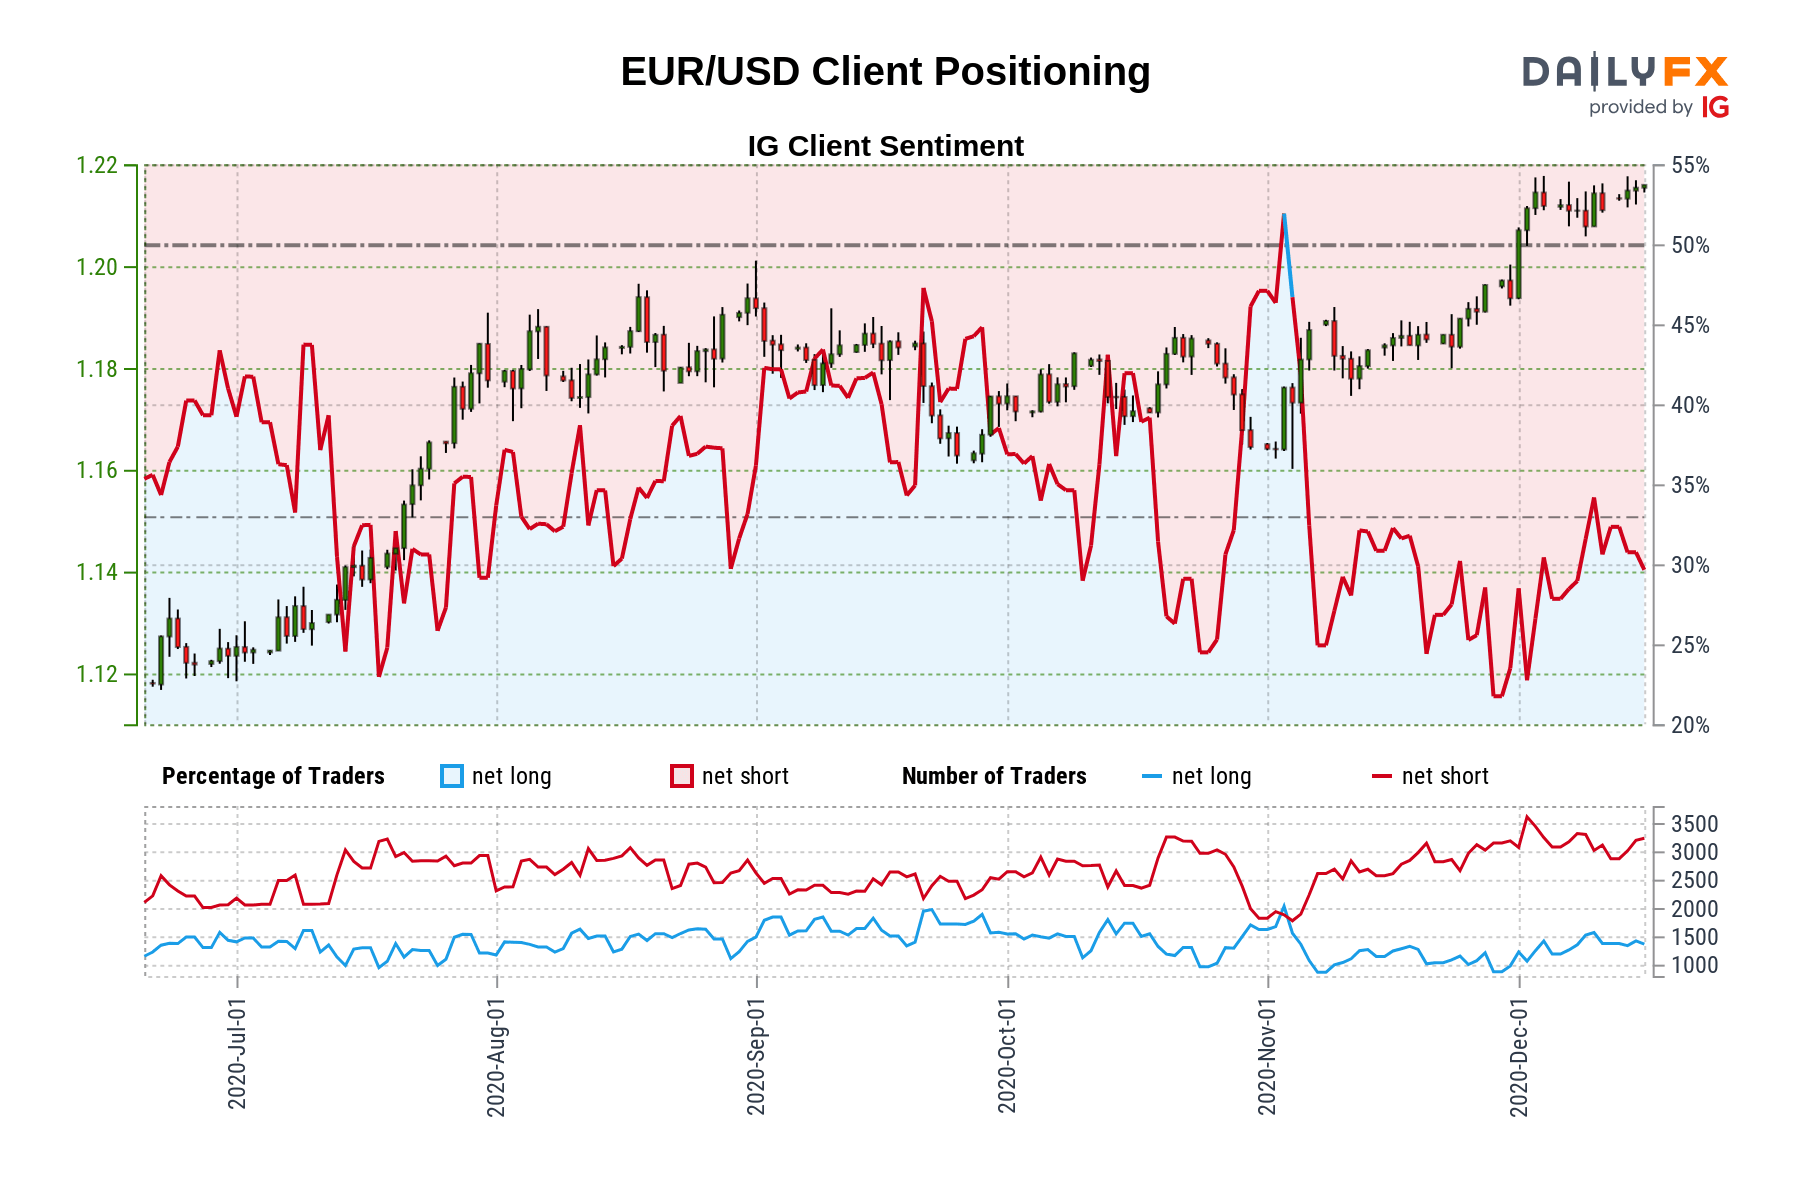 EUR/USD Client Positioning
DAILYFX
provided by IG
IG Client Sentiment
1.22
1.20
1.18
1.16
1.14
1.12
55%
50%
45%
40%
35%
30%
25%
20%
Percentage of Traders net long net short Number of Traders net long net short
3500
3000
2500
2000
1500
1000
2020-Jul-01
2020-Aug-01
2020-Sep-01
2020-Oct-01
2020-Nov-01
2020-Dec-01